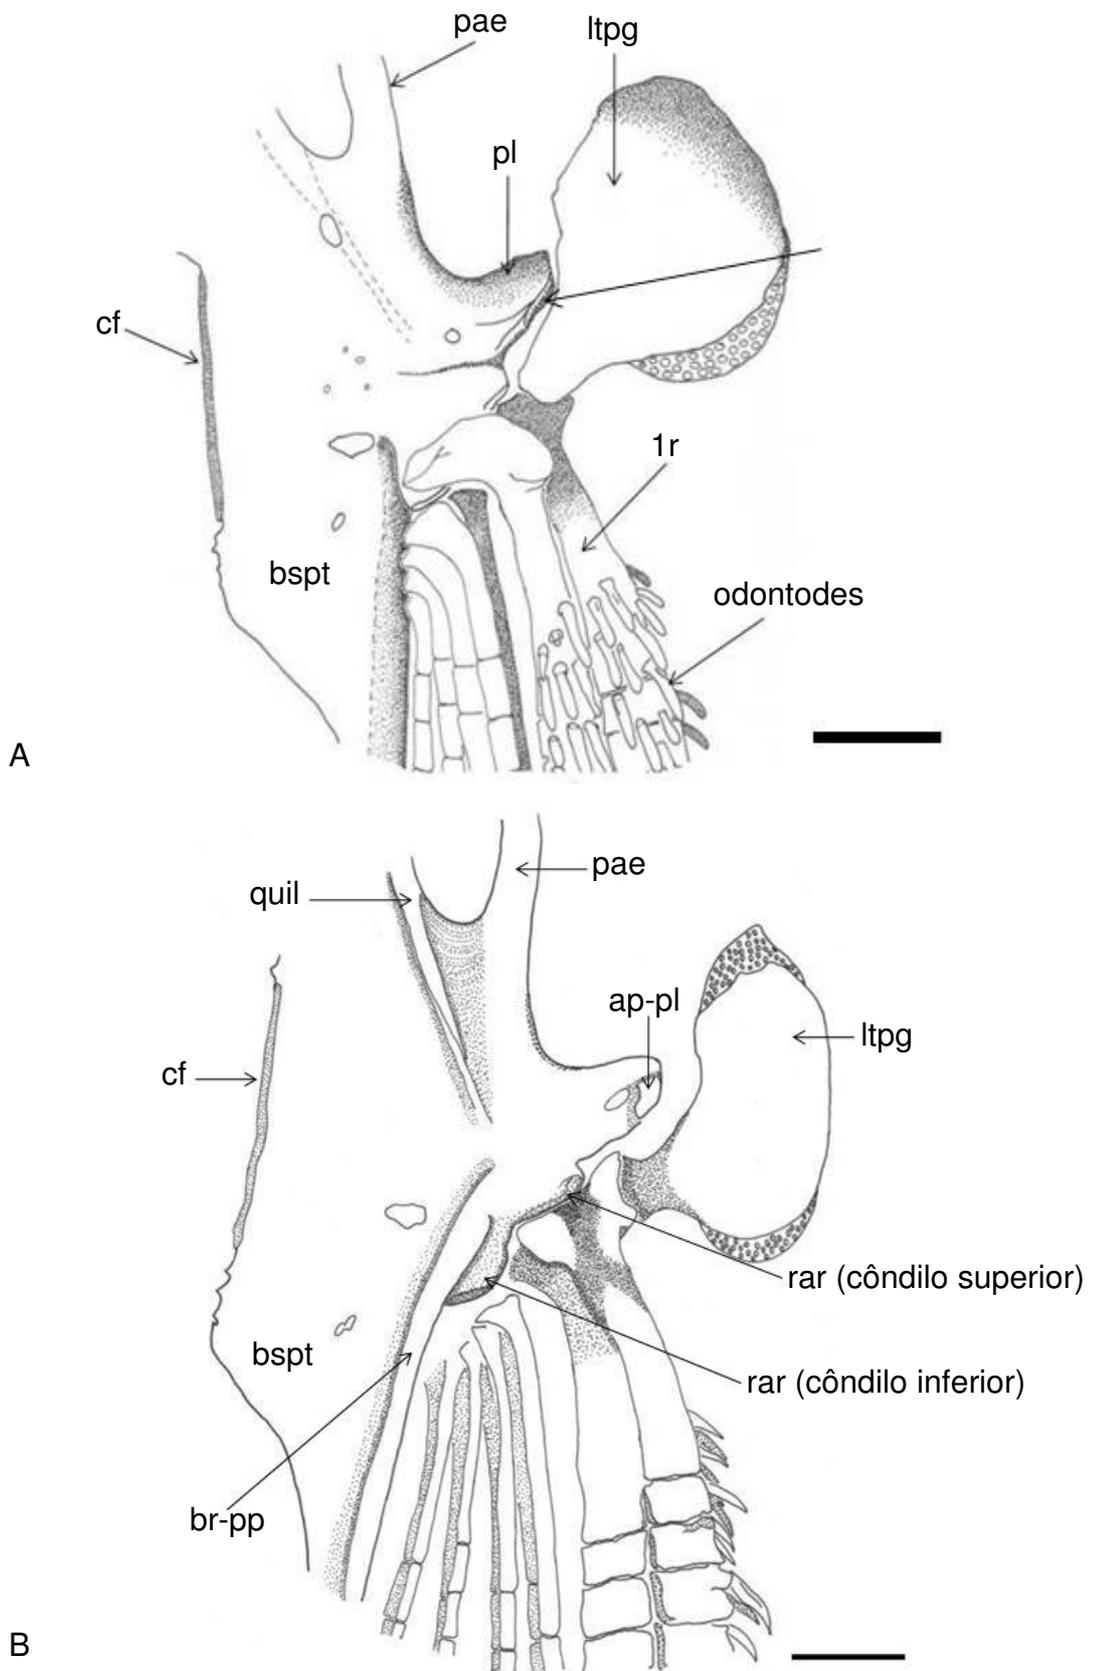 pae
ltpg
pl
cf
1r
bspt
odontodes
A
pae
quil
ap-pl
ltpg
cf
rar (côndilo superior)
bspt
rar (côndilo inferior)
br-pp
B